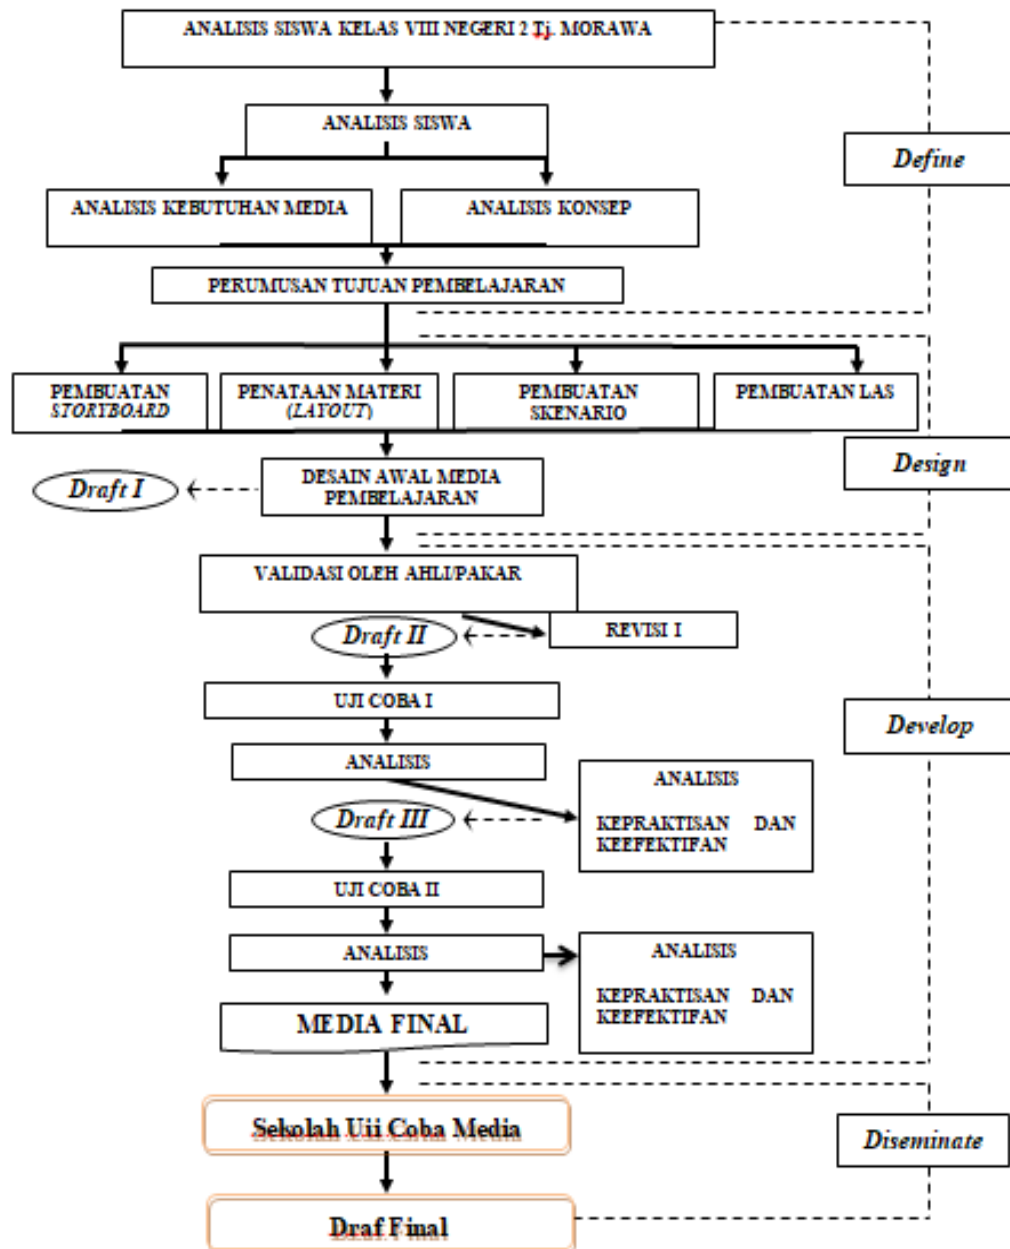 ANALISIS SISWA KELAS VIII NEGERI 2 Tj. MORAWA
ANALISIS SISWA
Define
ANALISIS KEBUTUHAN MEDIA
ANALISIS KONSEP
PERUMUSAN TUJUAN PEMBELAJARAN
PEMBUATAN
STORYBOARD
PENATAAN MATERI
(LAYOUT)
PEMBUATAN
SKENARIO
PEMBUATAN LAS
Design
DESAIN AWAL MEDIA
PEMBELAJARAN
Draft I
VALIDASI OLEH AHLI/PAKAR
REVISI I
Draft II
UJI COBA I
Develop
ANALISIS
ANALISIS
KEPRAKTISAN DAN
KEEFEKTIFAN
Draft III
UJI COBA II
ANALISIS
ANALISIS
KEPRAKTISAN DAN
KEEFEKTIFAN
MEDIA FINAL
Sekolah Uji Coba Media
Diseminate
Draf Final